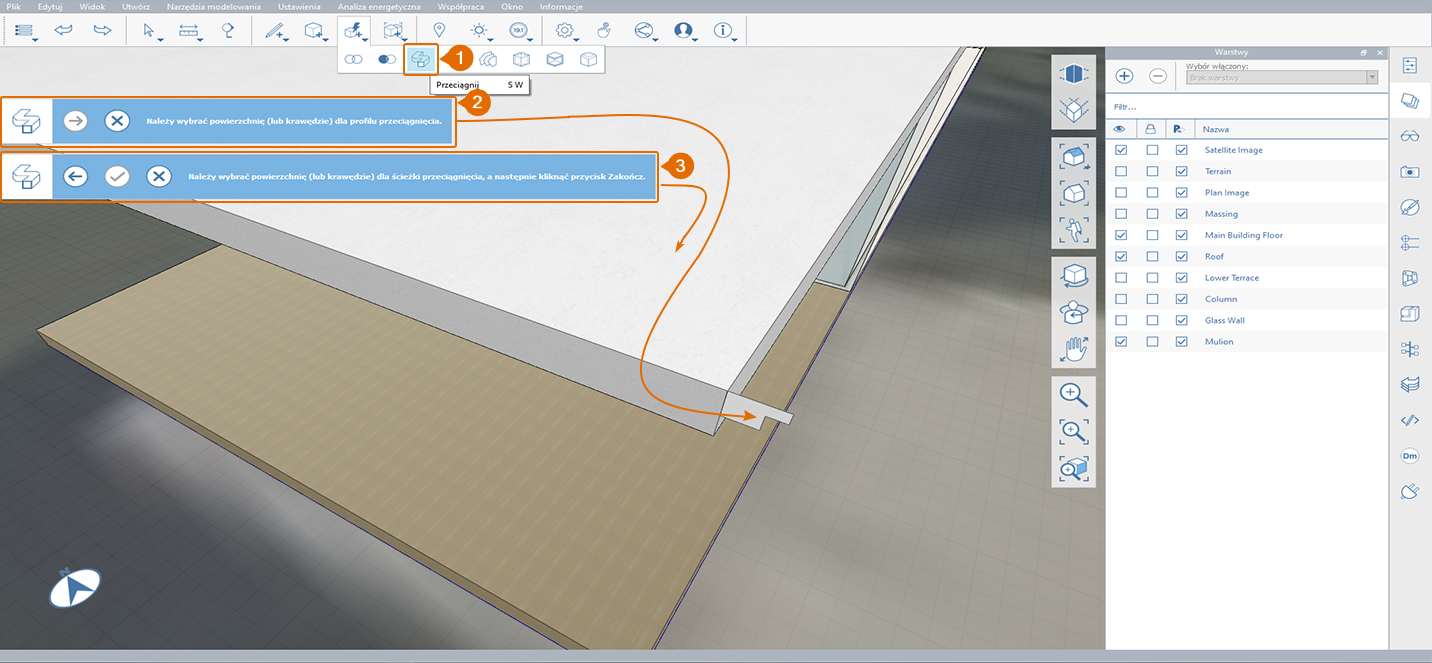 Plik Edytuj Widok Utwórz Narzędzia modelowania Ustawienia Analiza energetyczna Współpraca Okno Informacje
19.1
1
Przeciągnij S W
2
Należy wybrać powierzchnię (lub krawędzie) dla profilu przeciągnięcia.
3
Należy wybrać powierzchnię (lub krawędzie) dla ścieżki przeciągnięcia, a następnie kliknąć przycisk Zakończ.
N
Warstwy
Wybór włączony:
Brak warstwy
Filtr...
Nazwa
Satellite Image
Terrain
Plan Image
Massing
Main Building Floor
Roof
Lower Terrace
Column
Glass Wall
Mulion
Dm